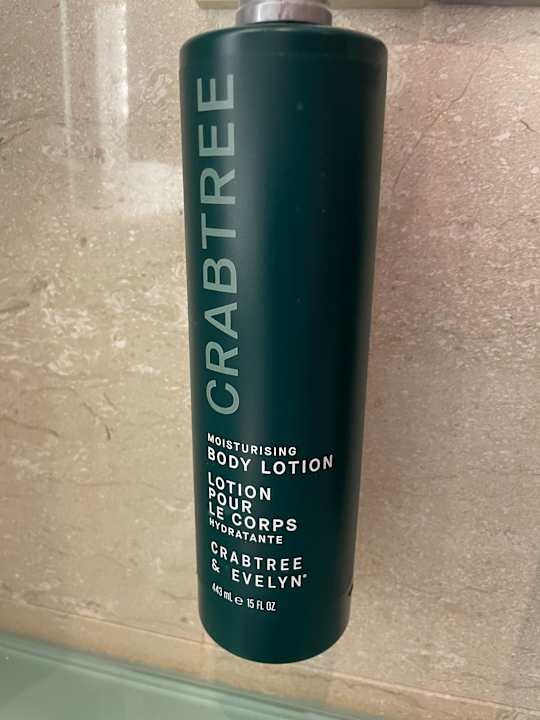 CRABTREE
MOISTURISING
BODY LOTION
LOTION
POUR
LE CORPS
HYDRATANTE
CRABTREE
& EVELYN®
443 mL ℮ 15 FL OZ